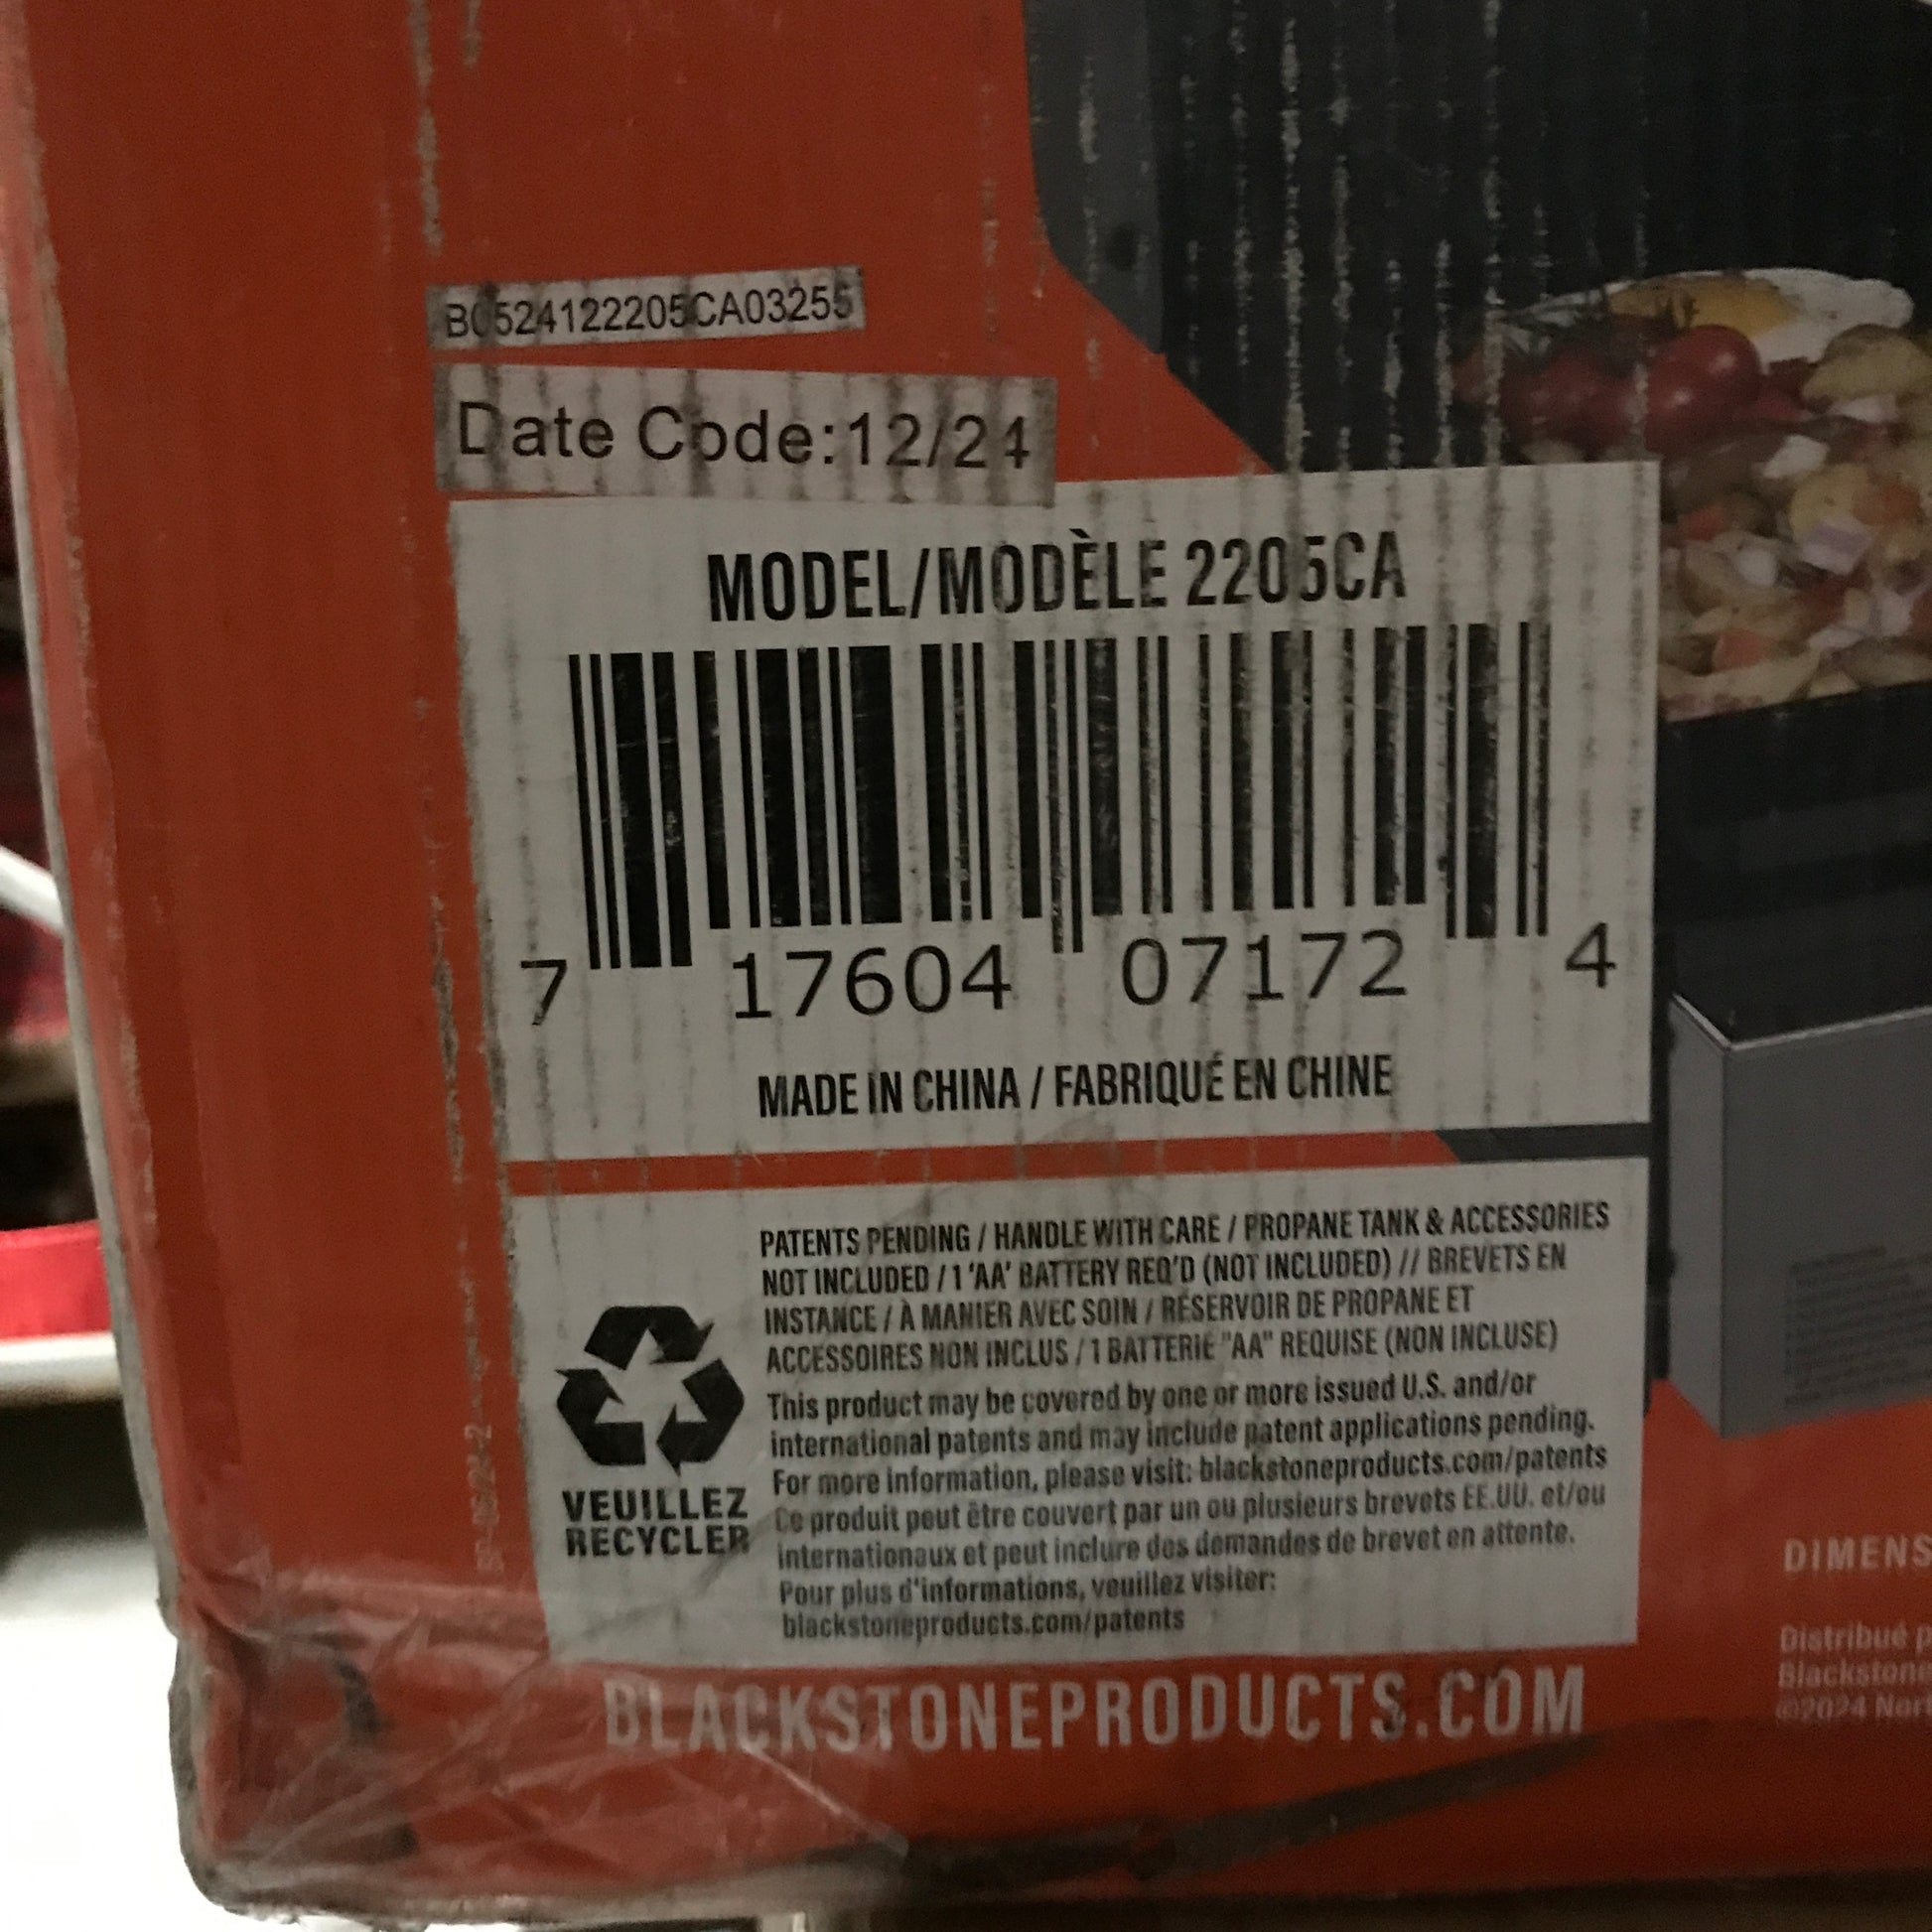 BC524122205CA03255
Date Code:12/24
MODEL/MODÈLE 2205CA
7 17604 07172 4
MADE IN CHINA / FABRIQUÉ EN CHINE
PATENTS PENDING / HANDLE WITH CARE / PROPANE TANK & ACCESSORIES
NOT INCLUDED / 1 'AA' BATTERY REQ'D (NOT INCLUDED) // BREVETS EN
INSTANCE / À MANIER AVEC SOIN / RÉSERVOIR DE PROPANE ET
ACCESSOIRES NON INCLUS / 1 BATTERIE "AA" REQUISE (NON INCLUSE)
This product may be covered by one or more issued U.S. and/or
international patents and may include patent applications pending.
For more information, please visit: blackstoneproducts.com/patents
Ce produit peut être couvert par un ou plusieurs brevets EE.UU. et/ou
internationaux et peut inclure des demandes de brevet en attente.
Pour plus d'informations, veuillez visiter:
blackstoneproducts.com/patents
VEUILLEZ
RECYCLER
BLACKSTONEPRODUCTS.COM
DIMENS
Distribué p
Blackstone
©2024 Nor